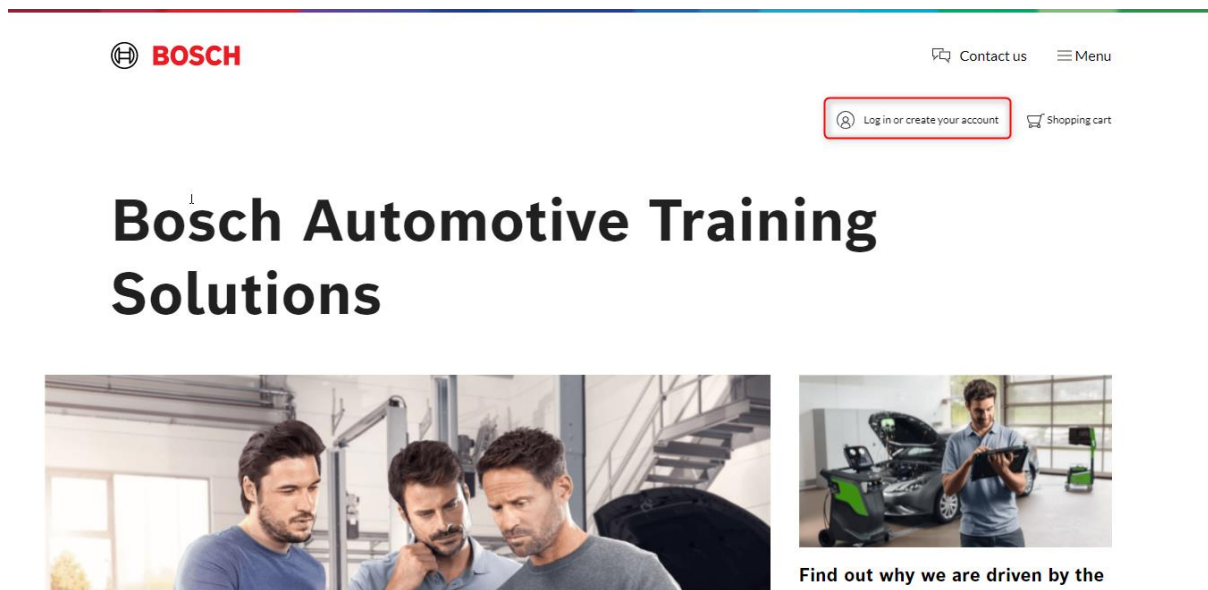 BOSCH
Contact us
Menu
Log in or create your account
Shopping cart
Bosch Automotive Training
Solutions
Find out why we are driven by the